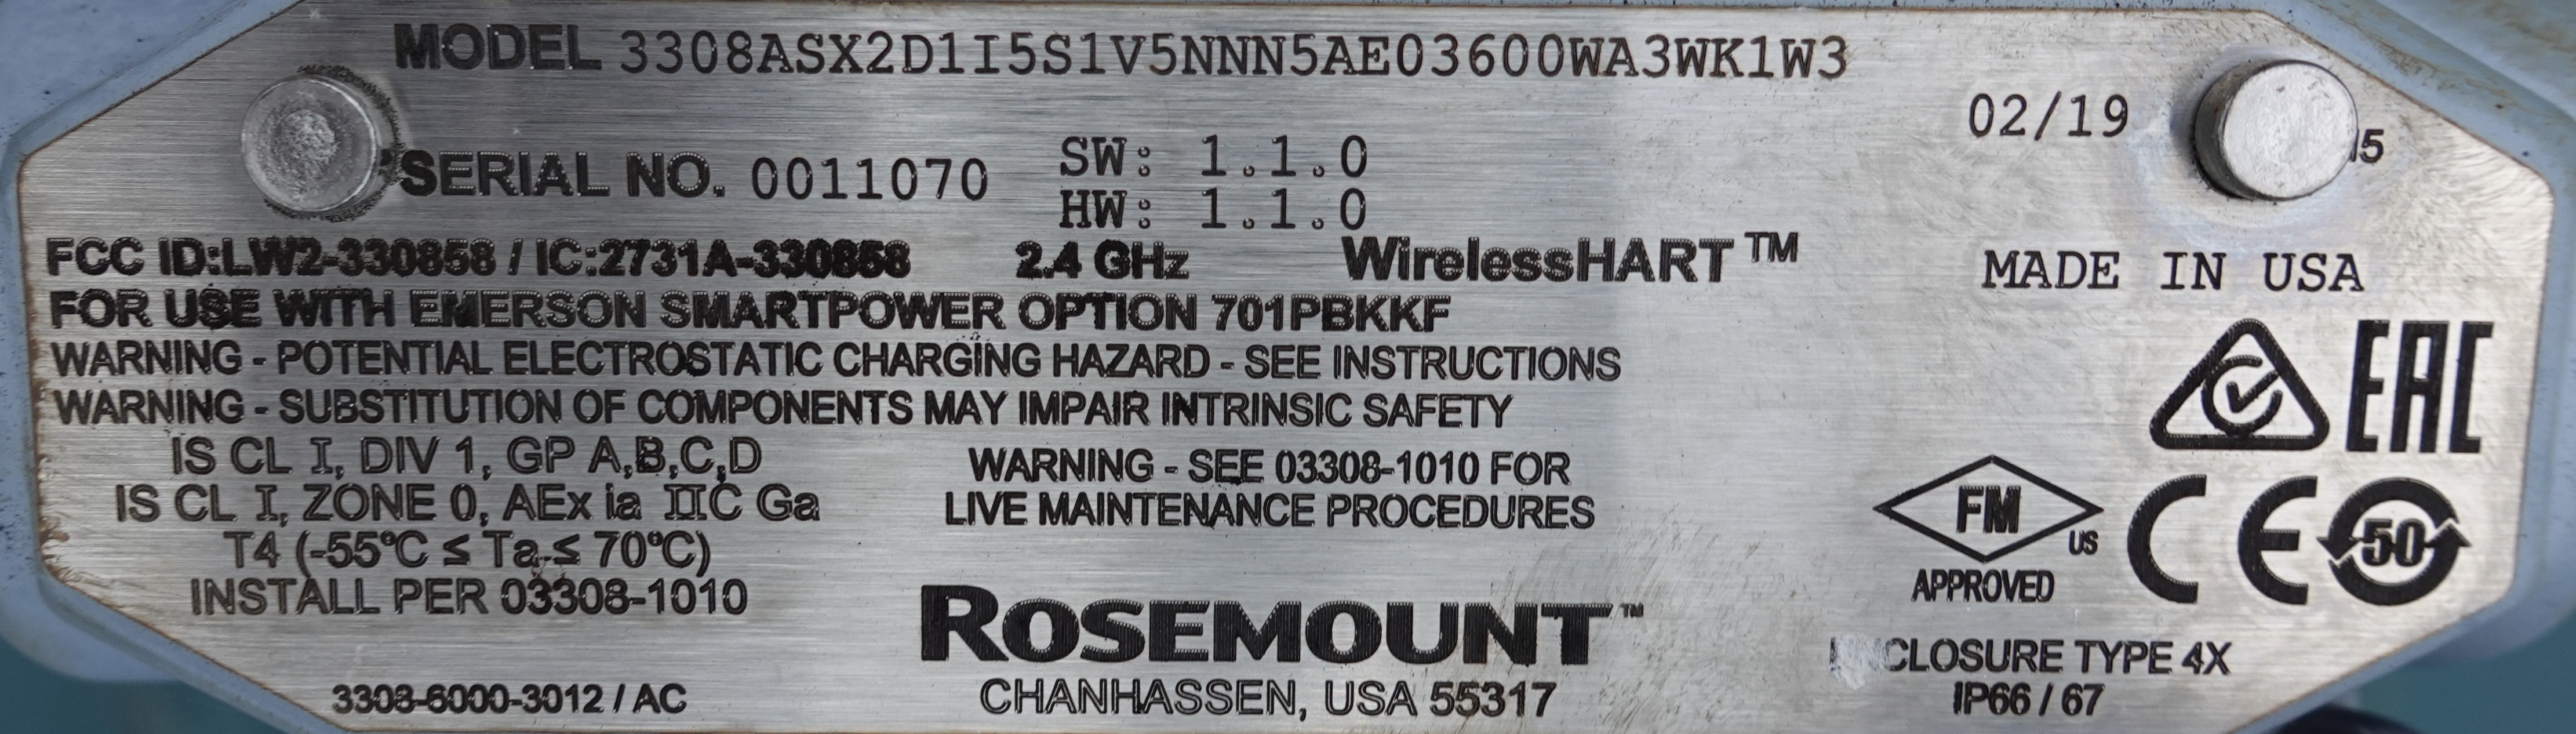 MODEL 3308ASX2D1I5S1V5NNN5AE03600WA3WK1W3
02/19
SERIAL NO. 0011070
SW: 1.1.0
HW: 1.1.0
FCC ID:LW2-330858 / IC:2731A-330858 2.4 GHz WirelessHART™
MADE IN USA
FOR USE WITH EMERSON SMARTPOWER OPTION 701PBKKF
WARNING - POTENTIAL ELECTROSTATIC CHARGING HAZARD - SEE INSTRUCTIONS
WARNING - SUBSTITUTION OF COMPONENTS MAY IMPAIR INTRINSIC SAFETY
EAC
IS CL I, DIV 1, GP A,B,C,D
IS CL I, ZONE 0, AEx ia IIC Ga
T4 (-55°C ≤ Ta ≤ 70°C)
INSTALL PER 03308-1010
WARNING - SEE 03308-1010 FOR
LIVE MAINTENANCE PROCEDURES
FM US
APPROVED
CE 50
ROSEMOUNT™
CHANHASSEN, USA 55317
3308-6000-3012 / AC
TYPE 4X
IP66 / 67